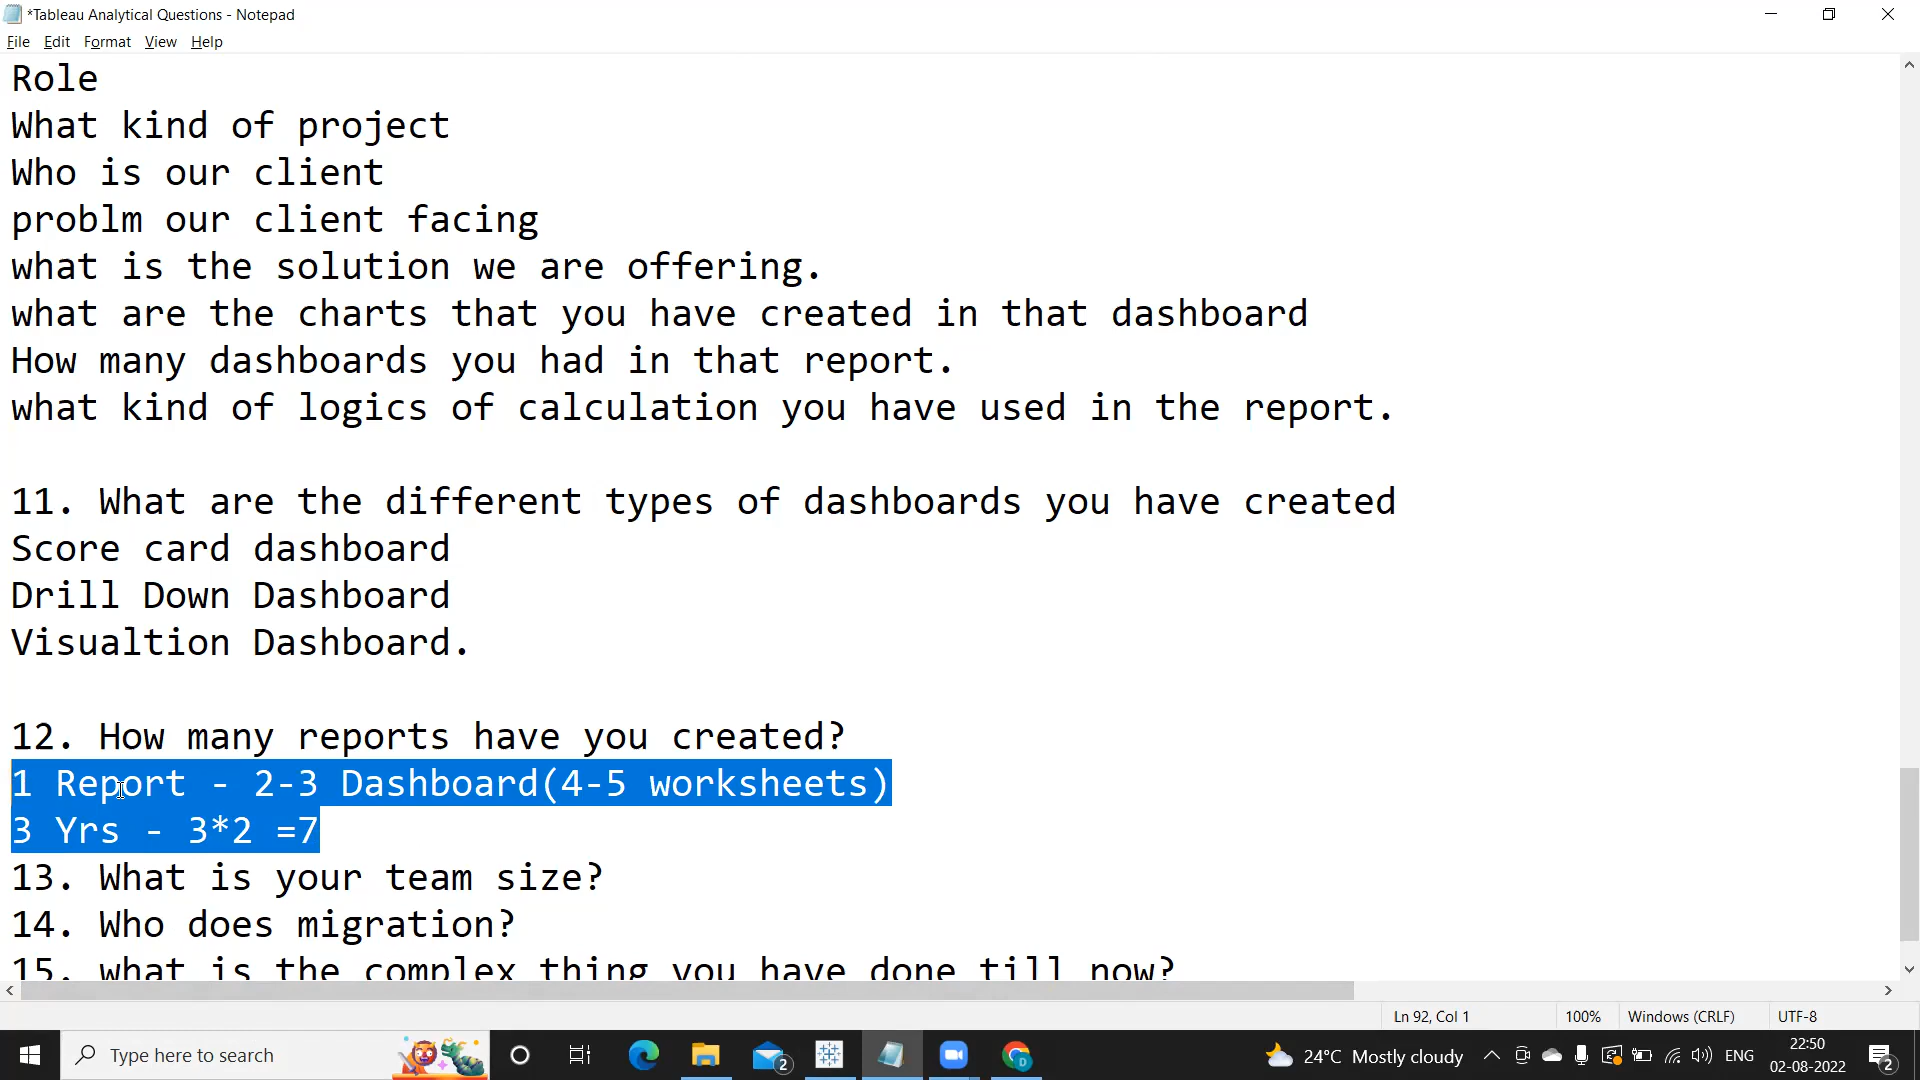 *Tableau Analytical Questions - Notepad
File Edit Format View Help
Role
What kind of project
Who is our client
problm our client facing
what is the solution we are offering.
what are the charts that you have created in that dashboard
How many dashboards you had in that report.
what kind of logics of calculation you have used in the report.
11. What are the different types of dashboards you have created
Score card dashboard
Drill Down Dashboard
Visualtion Dashboard.
12. How many reports have you created?
1 Report - 2-3 Dashboard(4-5 worksheets)
3 Yrs - 3*2 =7
13. What is your team size?
14. Who does migration?
15. what is the complex thing you have done till now?
Ln 92, Col 1 100% Windows (CRLF) UTF-8
Type here to search
2
D
24°C Mostly cloudy
ENG
22:50
02-08-2022
2